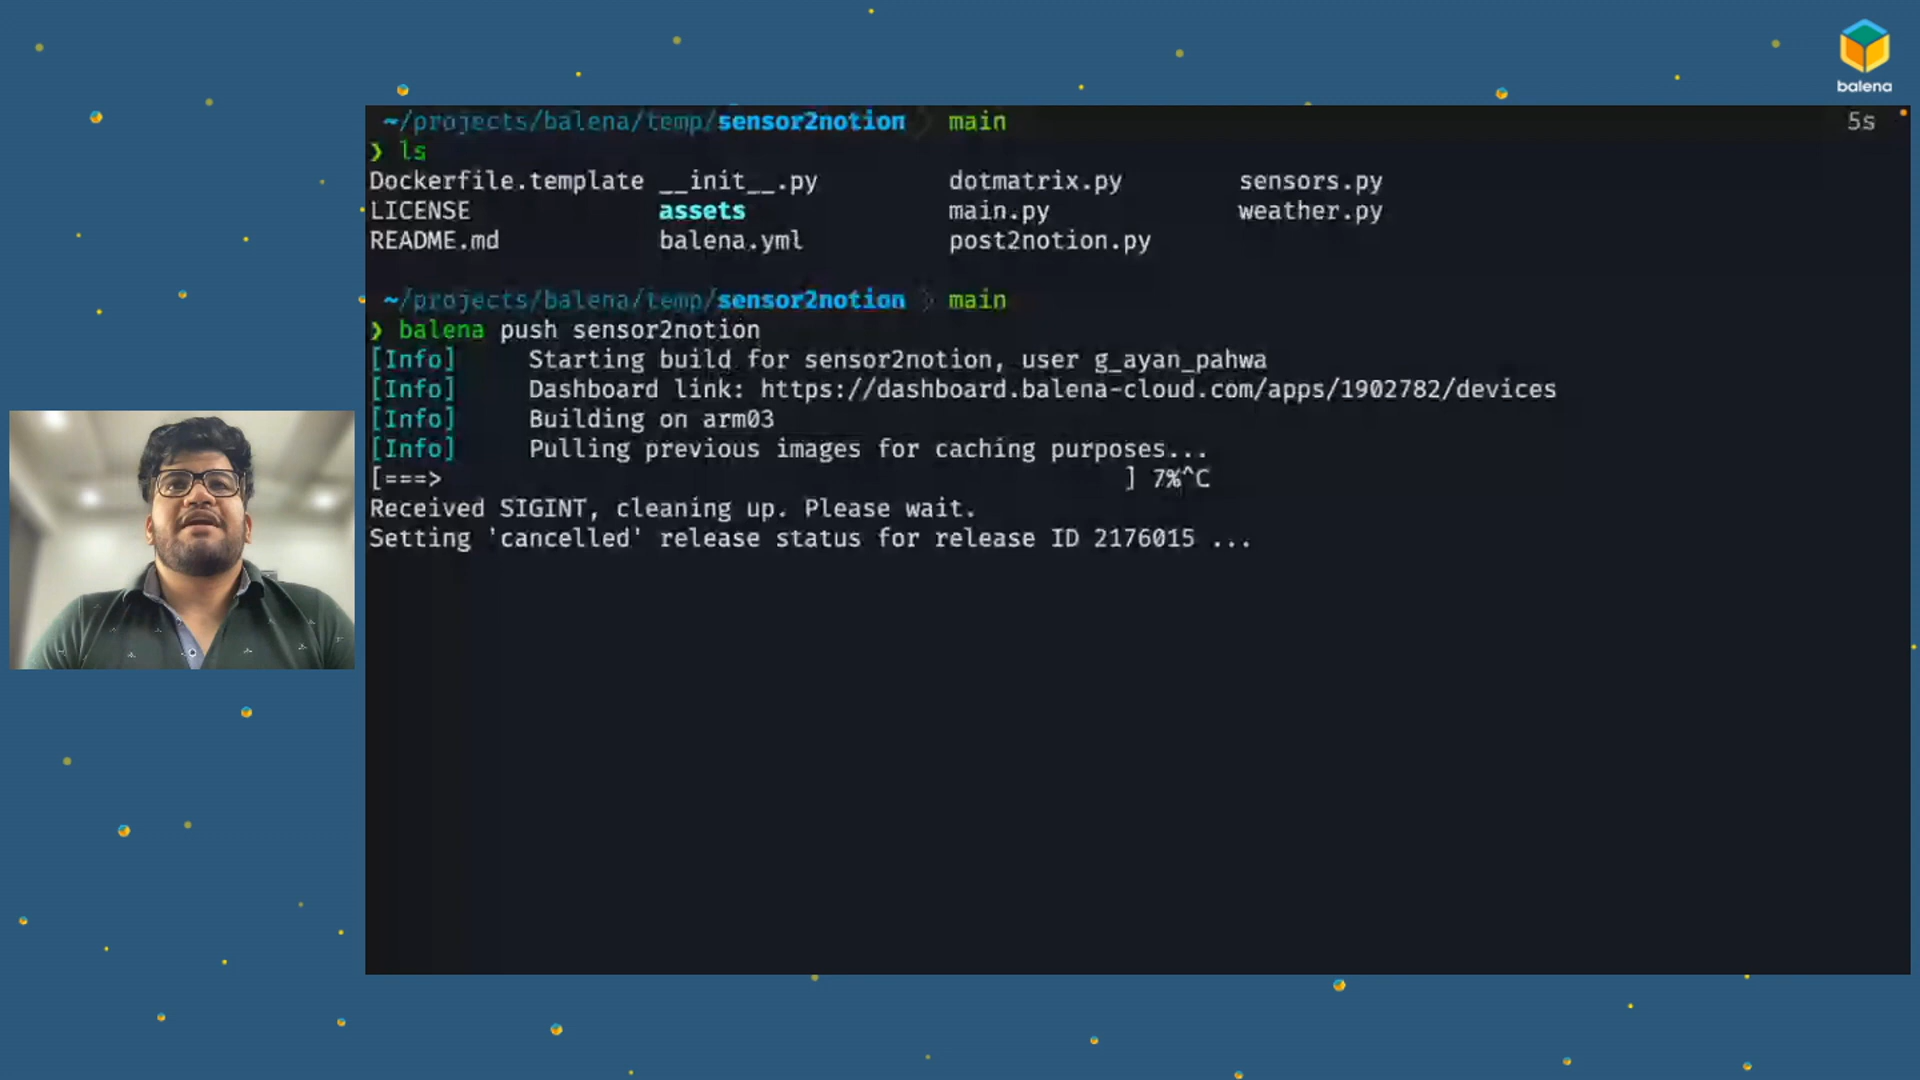 balena
~/projects/balena/temp/sensor2notion main 5s
❯ ls
Dockerfile.template __init__.py dotmatrix.py sensors.py
LICENSE assets main.py weather.py
README.md balena.yml post2notion.py
~/projects/balena/temp/sensor2notion main
❯ balena push sensor2notion
[Info] Starting build for sensor2notion, user g_ayan_pahwa
[Info] Dashboard link: https://dashboard.balena-cloud.com/apps/1902782/devices
[Info] Building on arm03
[Info] Pulling previous images for caching purposes...
[===> ] 7%^C
Received SIGINT, cleaning up. Please wait.
Setting 'cancelled' release status for release ID 2176015 ...